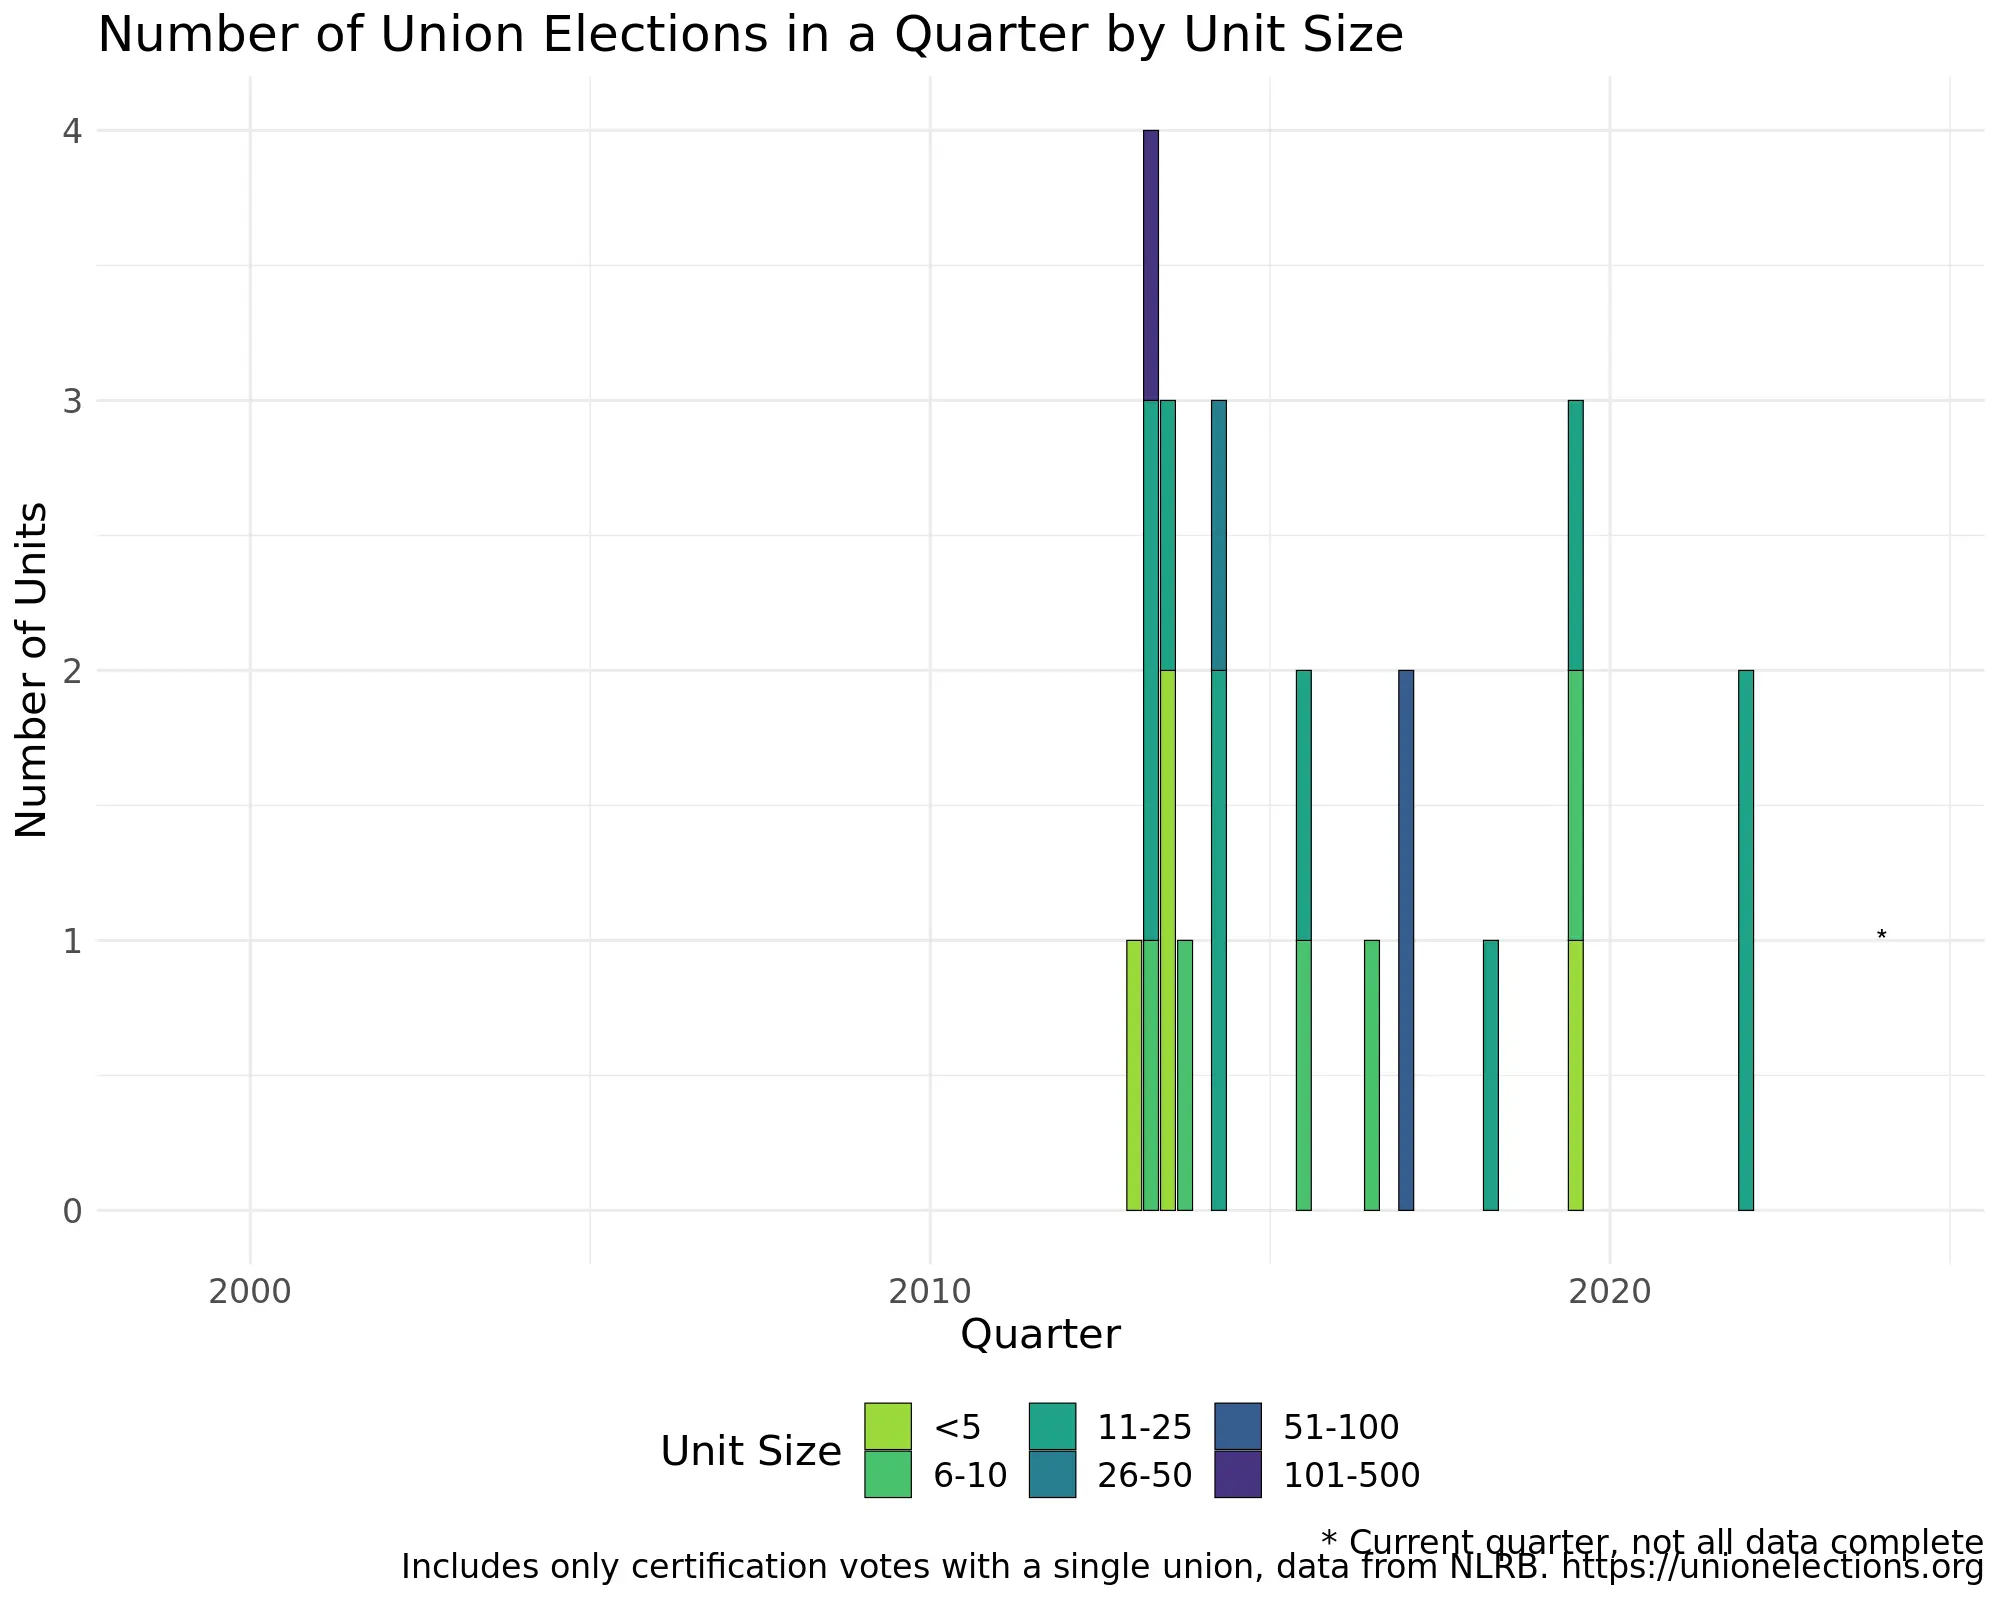 Number of Union Elections in a Quarter by Unit Size
Number of Units
4
3
2
1
0
*
2000 2010 2020
Quarter
Unit Size
<5 11-25 51-100
6-10 26-50 101-500
* Current quarter, not all data complete
Includes only certification votes with a single union, data from NLRB. https://unionelections.org